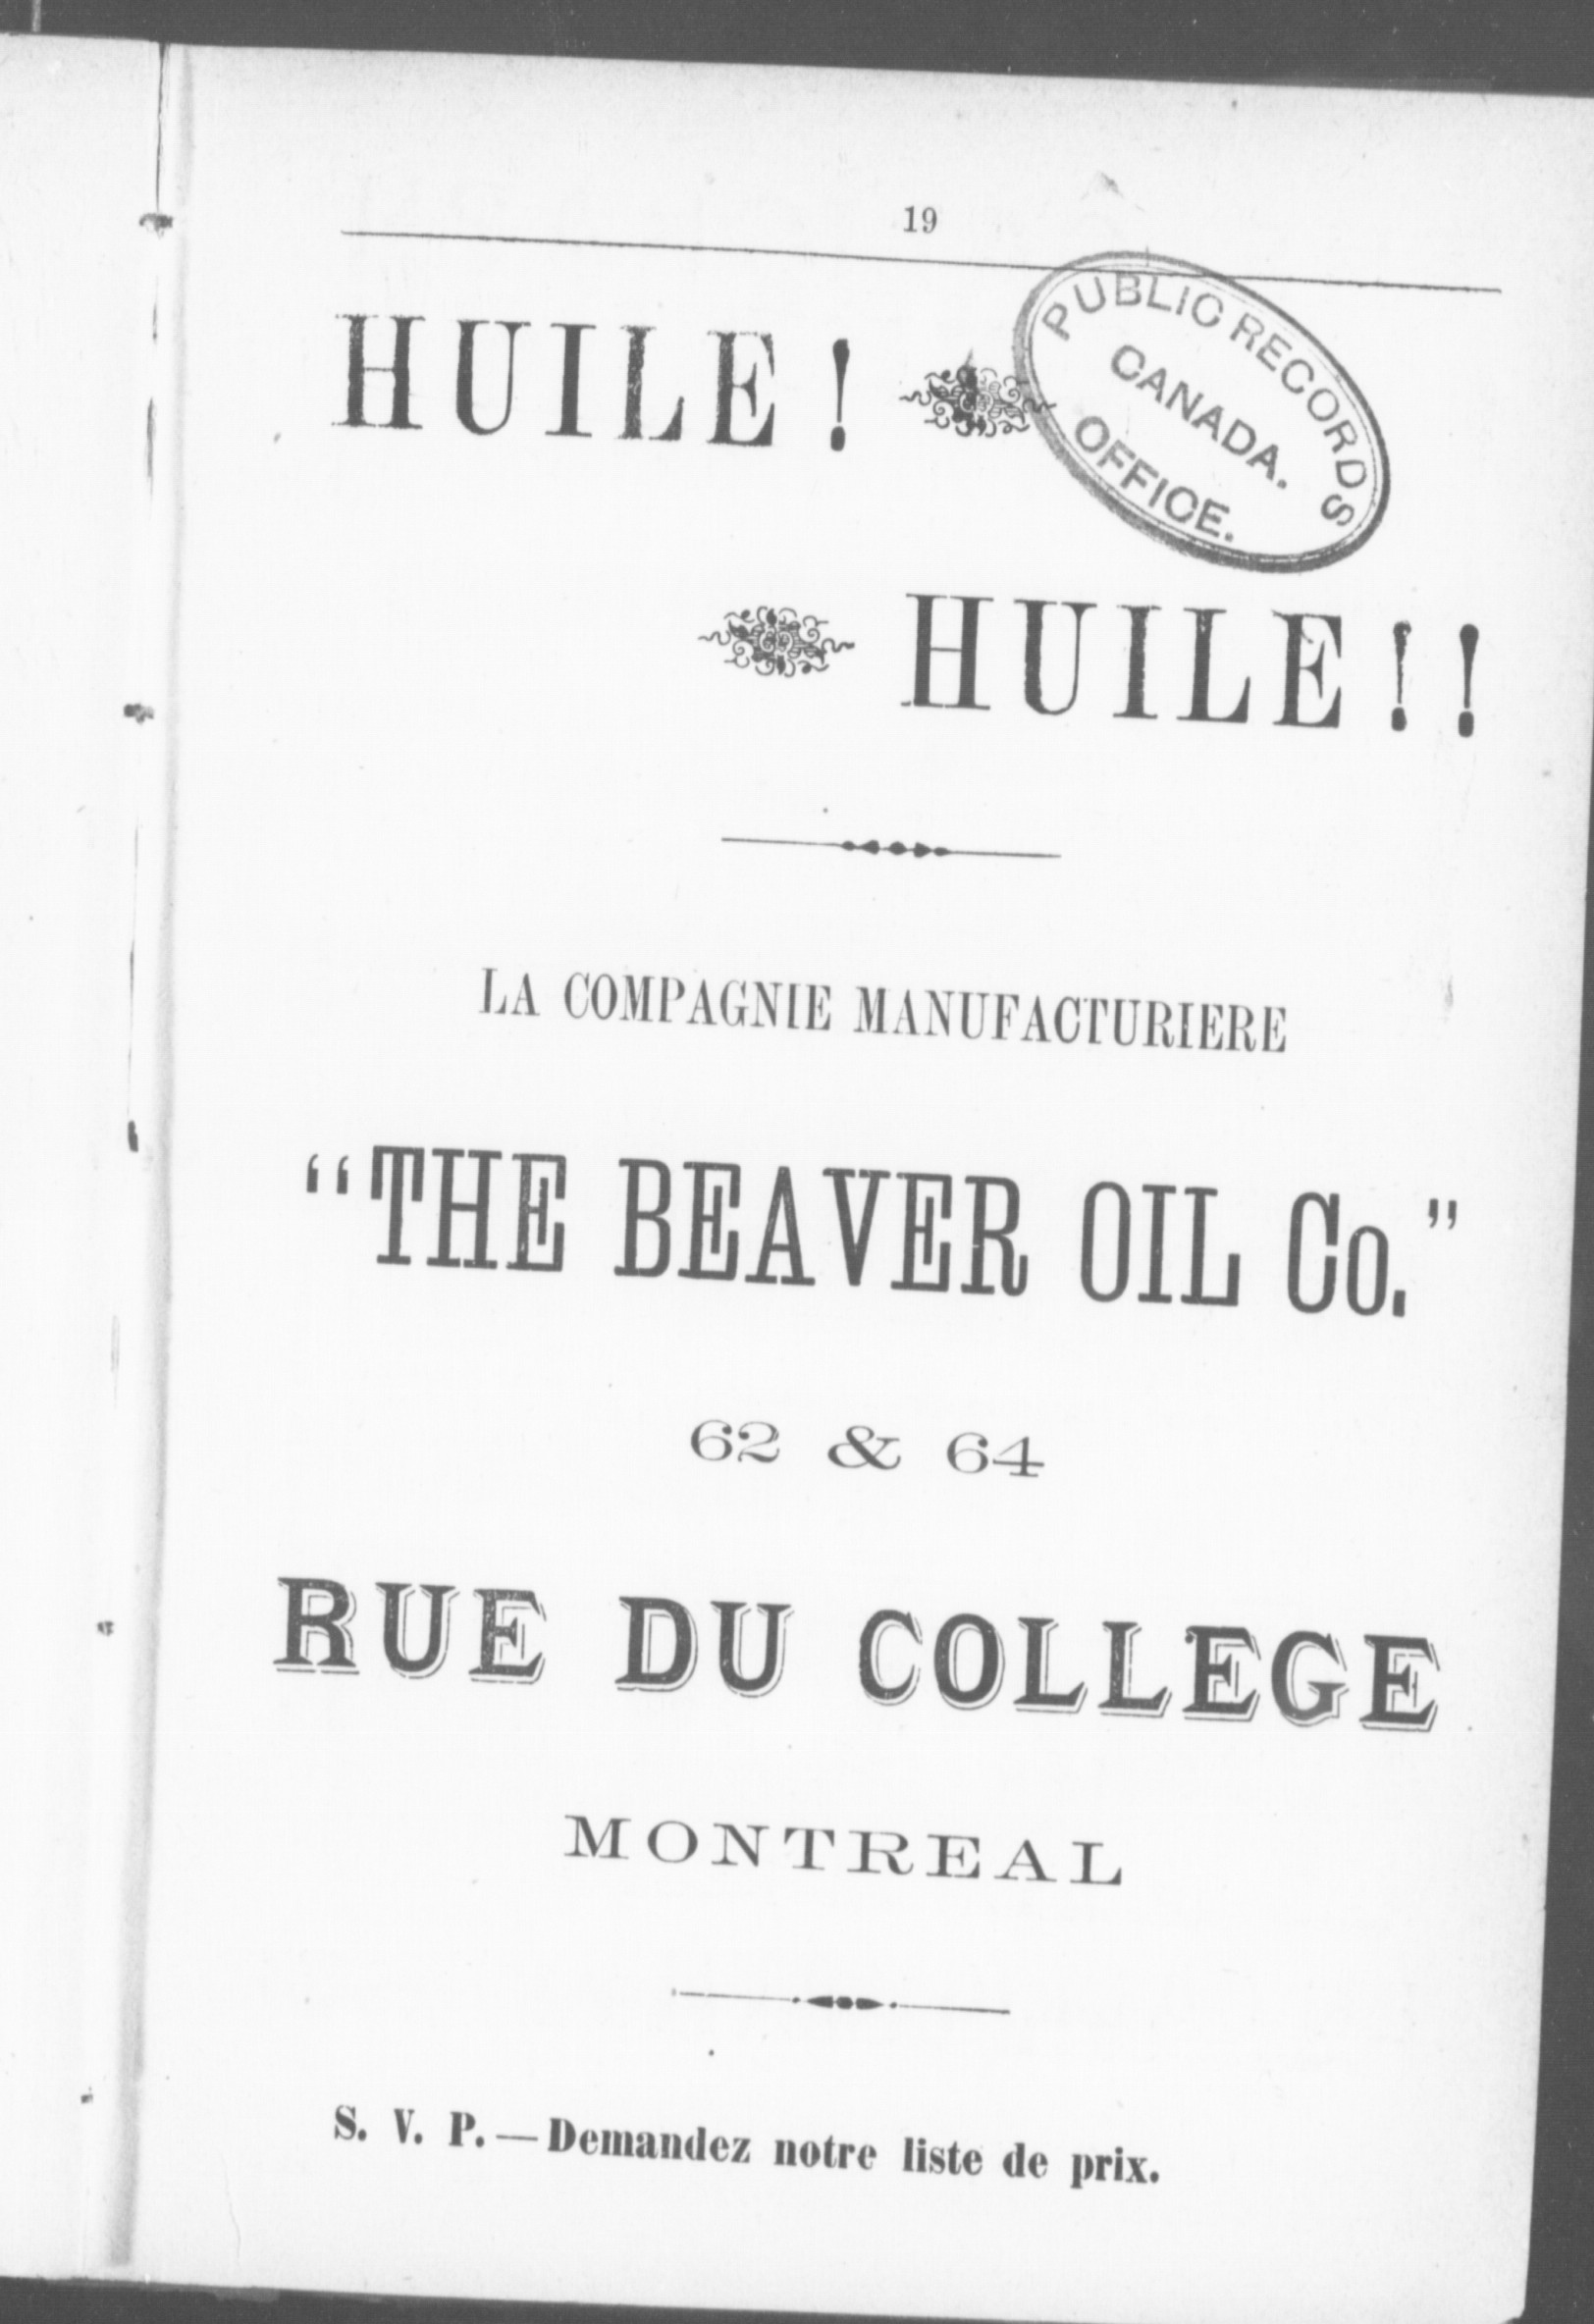 19
HUILE !
PUBLIC RECORDS
CANADA.
OFFICE.
HUILE ! !
LA COMPAGNIE MANUFACTURIERE
“THE BEAVER OIL Co.”
62 & 64
RUE DU COLLEGE
MONTREAL
S. V. P.—Demandez notre liste de prix.